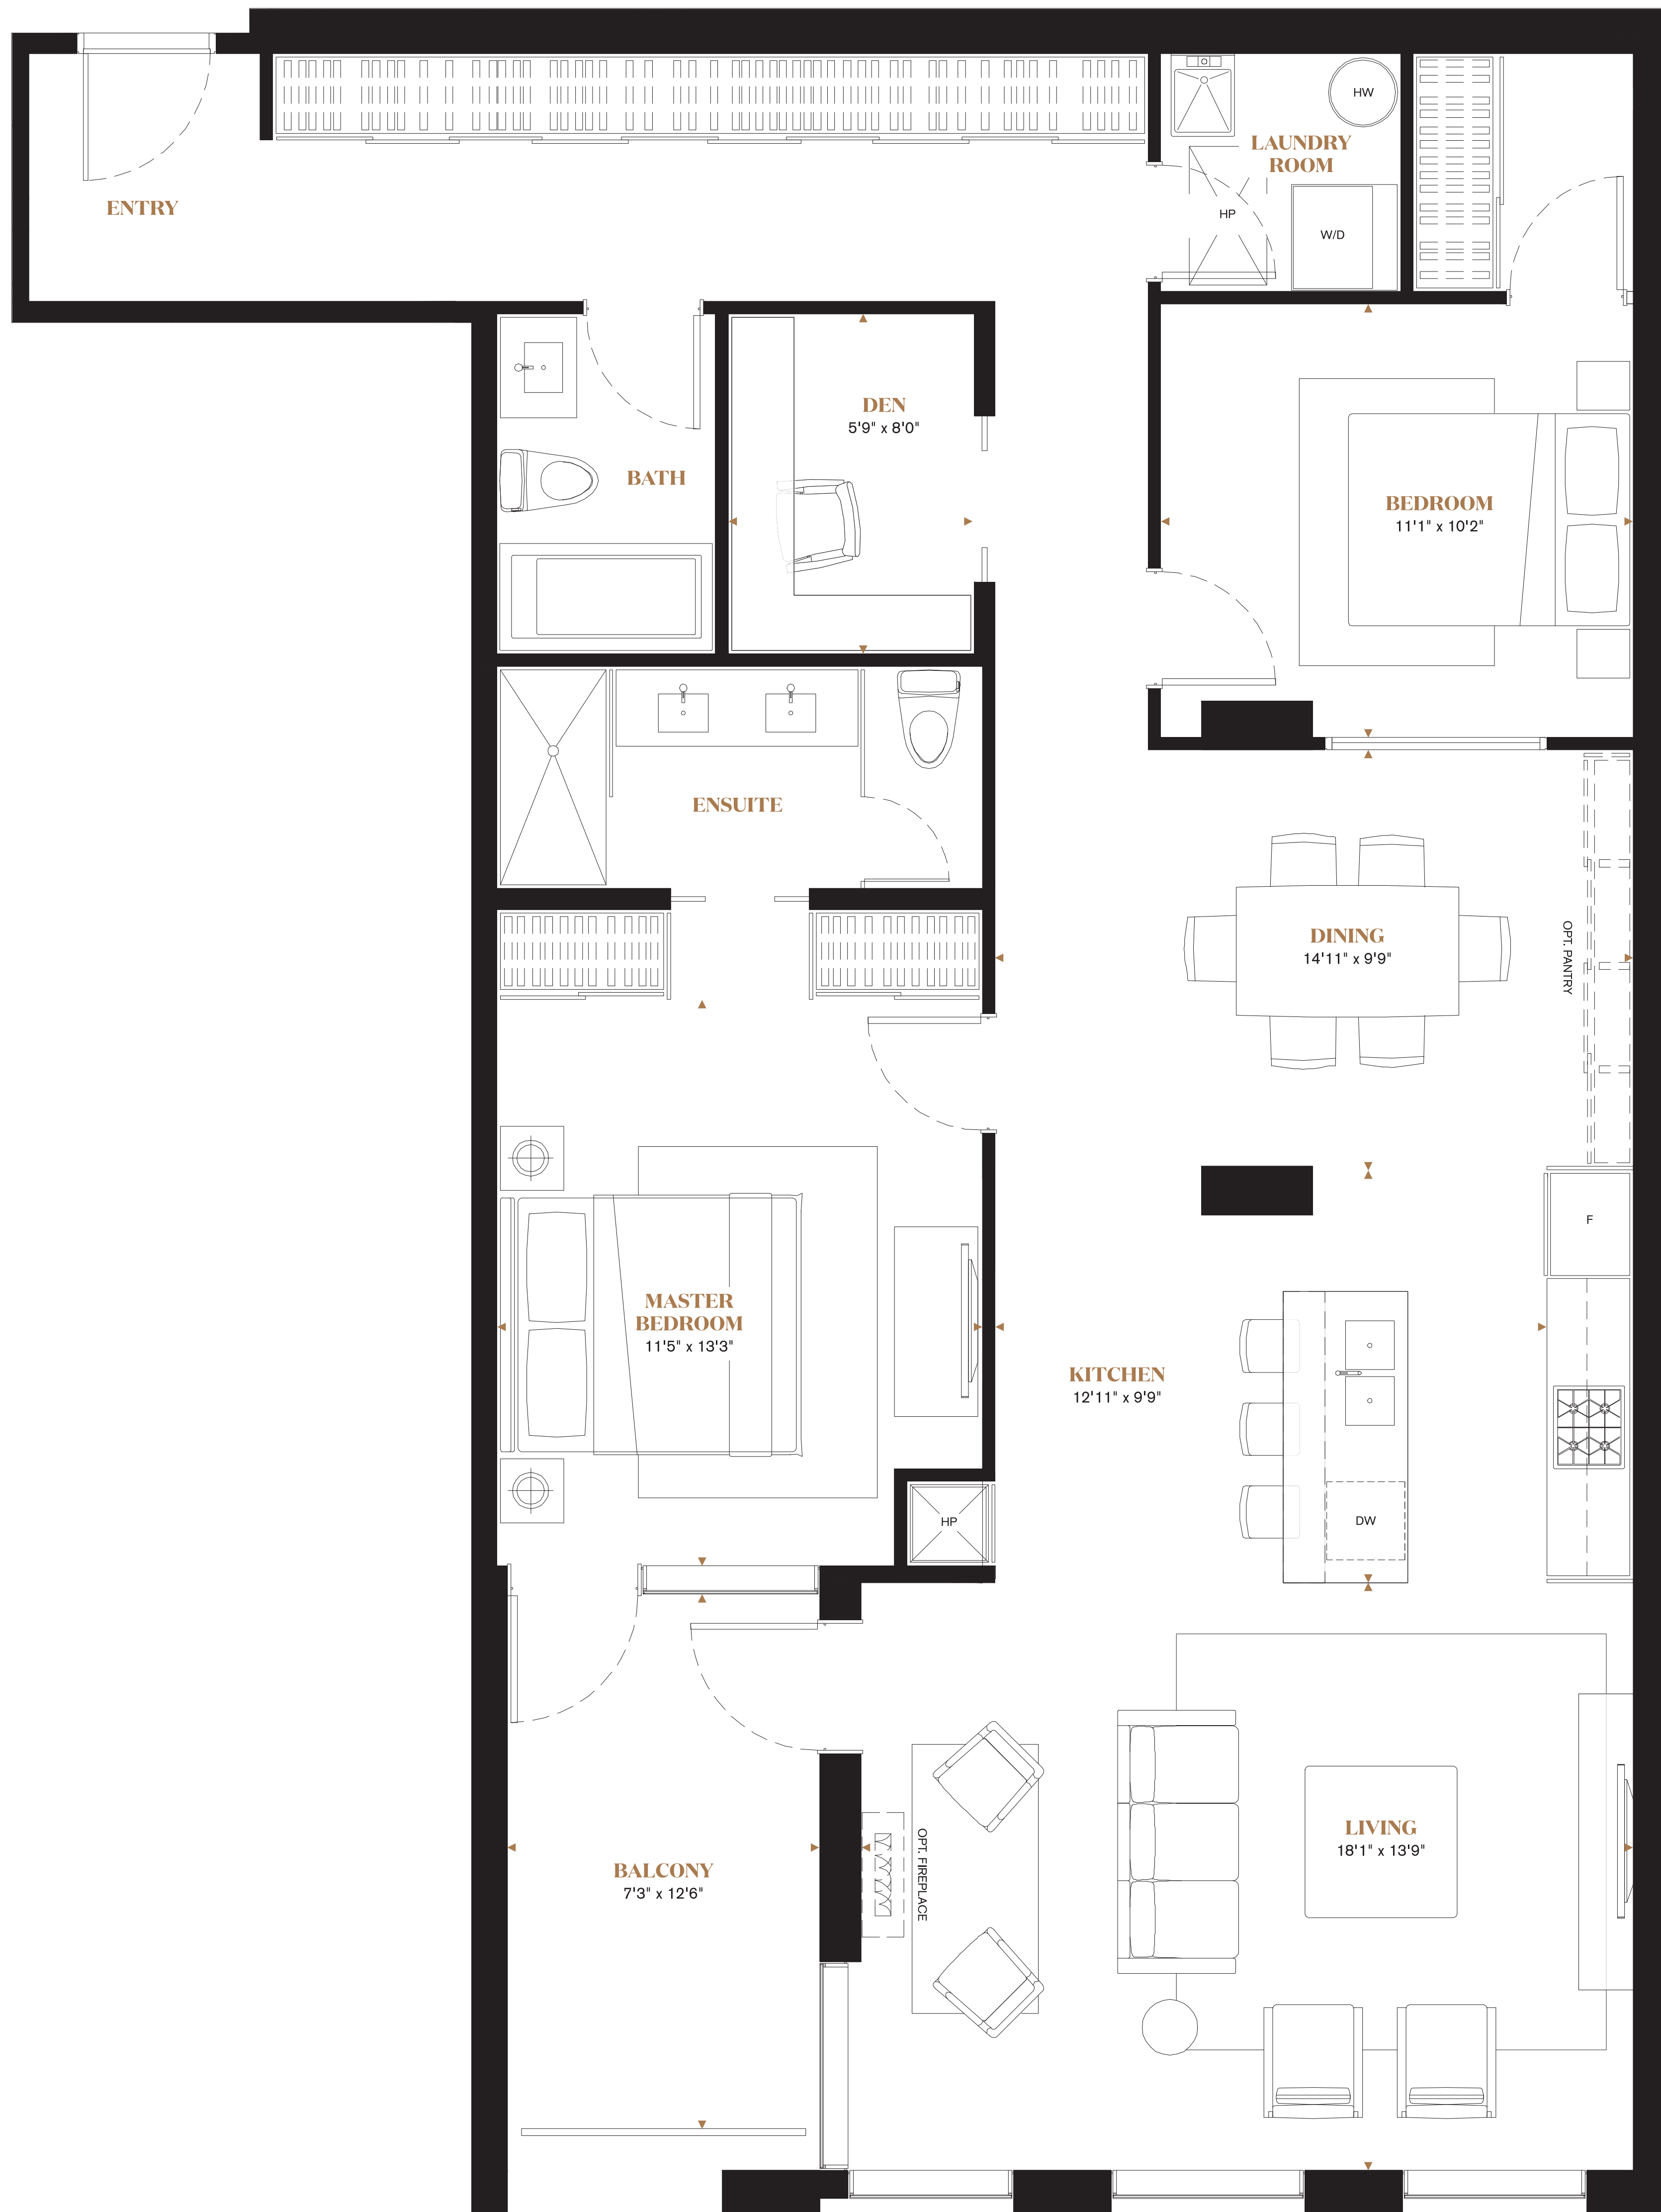 HW
LAUNDRY
ROOM
ENTRY
HP
W/D
DEN
5'9" x 8'0"
BATH
BEDROOM
11'1" x 10'2"
ENSUITE
DINING
14'11" x 9'9"
OPT. PANTRY
F
MASTER
BEDROOM
11'5" x 13'3"
KITCHEN
12'11" x 9'9"
HP
DW
LIVING
18'1" x 13'9"
OPT. FIREPLACE
BALCONY
7'3" x 12'6"